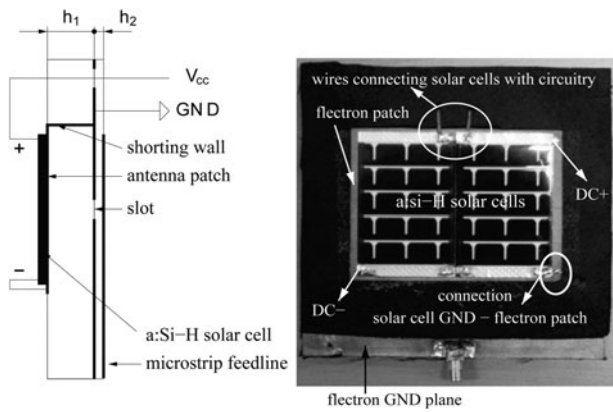 h1
h2
Vcc
GND
+
shorting wall
antenna patch
slot
−
a:Si−H solar cell
microstrip feedline
wires connecting solar cells with circuitry
flectron patch
a:si−H solar cells
DC+
DC−
connection
solar cell GND − flectron patch
flectron GND plane